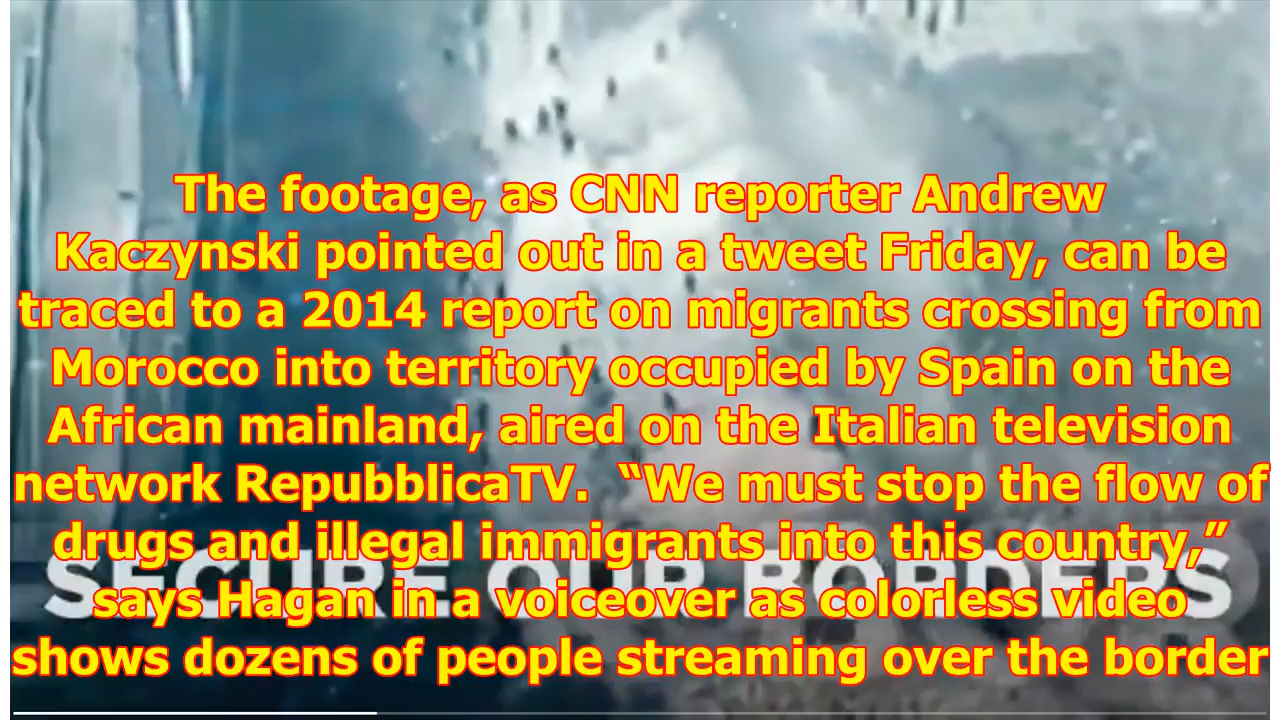 The footage, as CNN reporter Andrew
Kaczynski pointed out in a tweet Friday, can be
traced to a 2014 report on migrants crossing from
Morocco into territory occupied by Spain on the
African mainland, aired on the Italian television
network RepubblicaTV.  “We must stop the flow of
drugs and illegal immigrants into this country,”
SECURE OUR BORDERS
says Hagan in a voiceover as colorless video
shows dozens of people streaming over the border